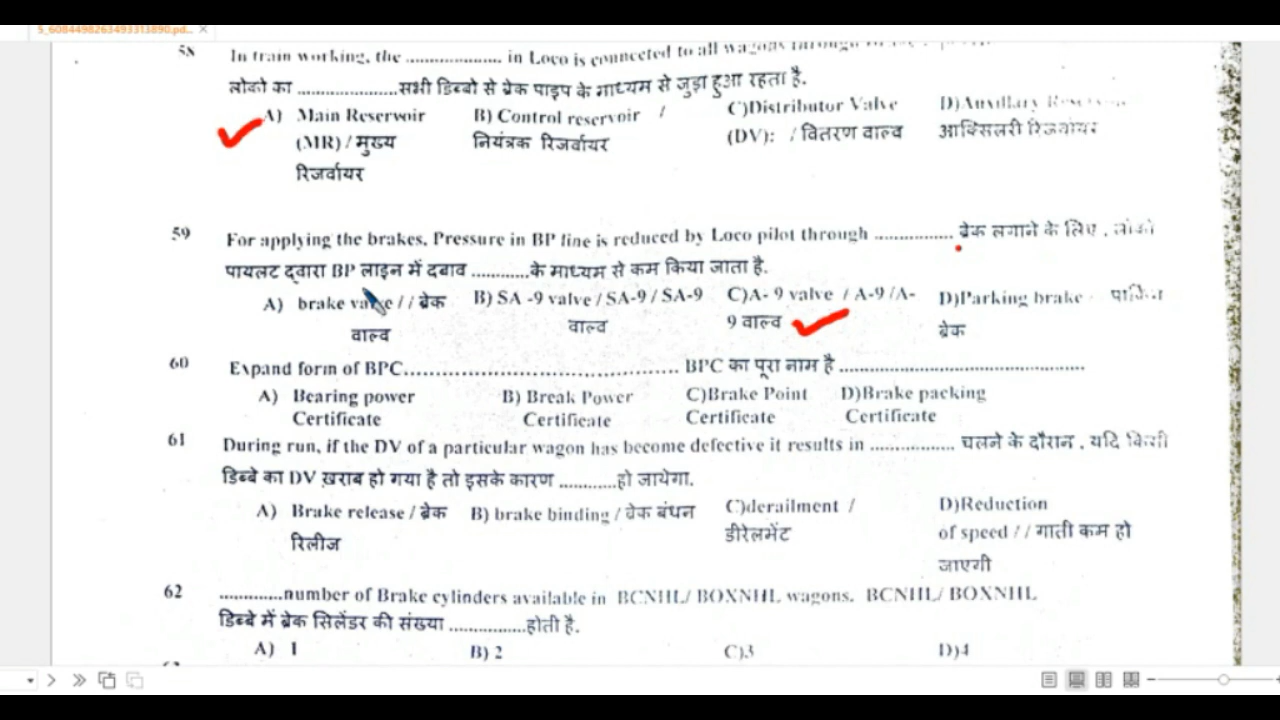 5_6084498263493313890.pd...
58 In train working, the .................... in Loco is connected to all wagons through
लोको का .....................सभी डिब्बो से ब्रेक पाइप के माध्यम से जुड़ा हुआ रहता है.
A) Main Reservoir (MR) / मुख्य रिजर्वायर
B) Control reservoir / नियंत्रक रिजर्वायर
C)Distributor Valve (DV): / वितरण वाल्व
D)Auxillary आक्सिलरी रिजर्वायर
59 For applying the brakes, Pressure in BP line is reduced by Loco pilot through ................ ब्रेक लगाने के लिए , लोको
पायलट द्वारा BP लाइन में दबाव ............के माध्यम से कम किया जाता है.
A) brake valve // ब्रेक वाल्व
B) SA -9 valve / SA-9 / SA-9 वाल्व
C)A- 9 valve / A-9 /A-9 वाल्व
D)Parking brake - पार्किंग ब्रेक
60 Expand form of BPC...................................................... BPC का पूरा नाम है ..................................................
A) Bearing power Certificate
B) Break Power Certificate
C)Brake Point Certificate
D)Brake packing Certificate
61 During run, if the DV of a particular wagon has become defective it results in ................. चलने के दौरान , यदि किसी
डिब्बे का DV ख़राब हो गया है तो इसके कारण ............हो जायेगा.
A) Brake release / ब्रेक रिलीज
B) brake binding / ब्रेक बंधन
C)derailment / डीरेलमेंट
D)Reduction of speed // गाती कम हो जाएगी
62 .............number of Brake cylinders available in BCNHL/ BOXNHL wagons. BCNHL/ BOXNHL
डिब्बे में ब्रेक सिलेंडर की संख्या ...............होती है.
A) 1
B) 2
C)3
D)4